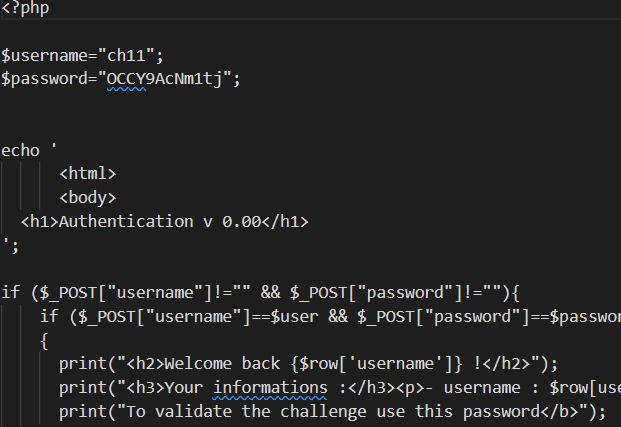 <?php
$username="ch11";
$password="OCCY9AcNm1tj";
echo '
<html>
<body>
<h1>Authentication v 0.00</h1>
';
if ($_POST["username"]!="" && $_POST["password"]!=""){
if ($_POST["username"]==$user && $_POST["password"]==$passwor
{
print("<h2>Welcome back {$row['username']} !</h2>");
print("<h3>Your informations :</h3><p>- username : $row[use
print("To validate the challenge use this password</b>");